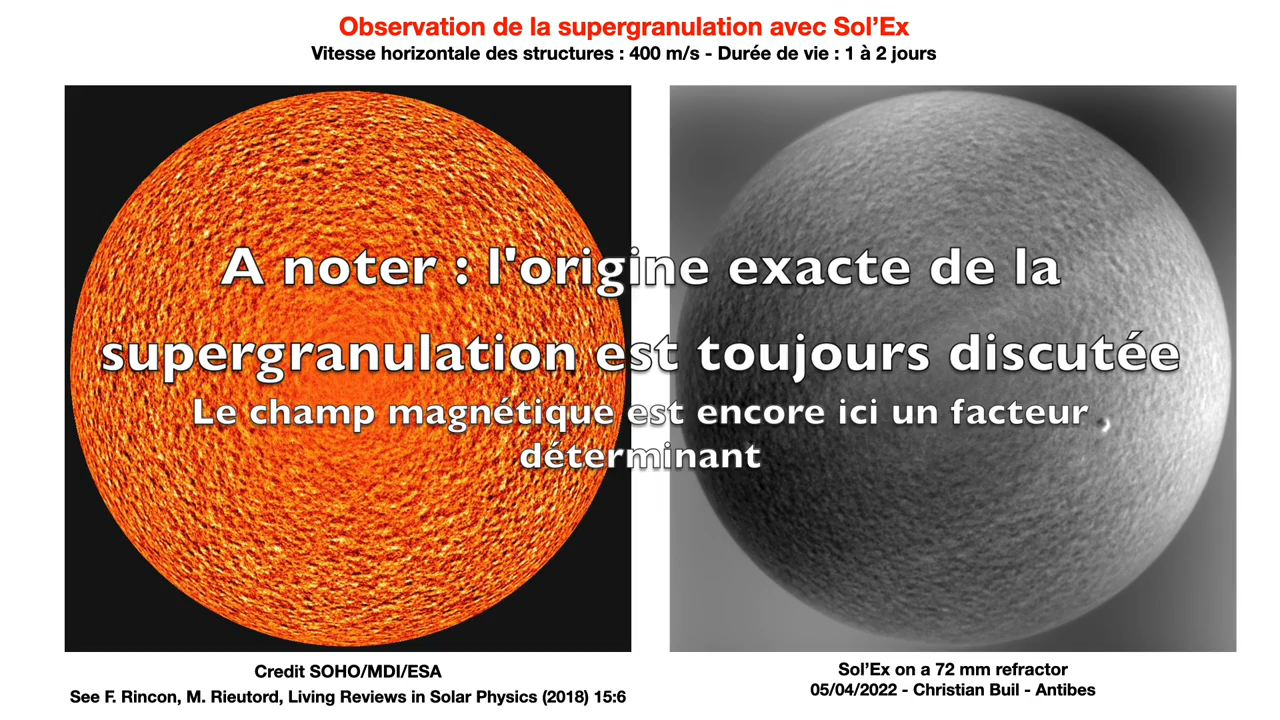 Observation de la supergranulation avec Sol’Ex
Vitesse horizontale des structures : 400 m/s - Durée de vie : 1 à 2 jours
A noter : l'origine exacte de la
supergranulation est toujours discutée
Le champ magnétique est encore ici un facteur
déterminant
Credit SOHO/MDI/ESA
See F. Rincon, M. Rieutord, Living Reviews in Solar Physics (2018) 15:6
Sol’Ex on a 72 mm refractor
05/04/2022 - Christian Buil - Antibes